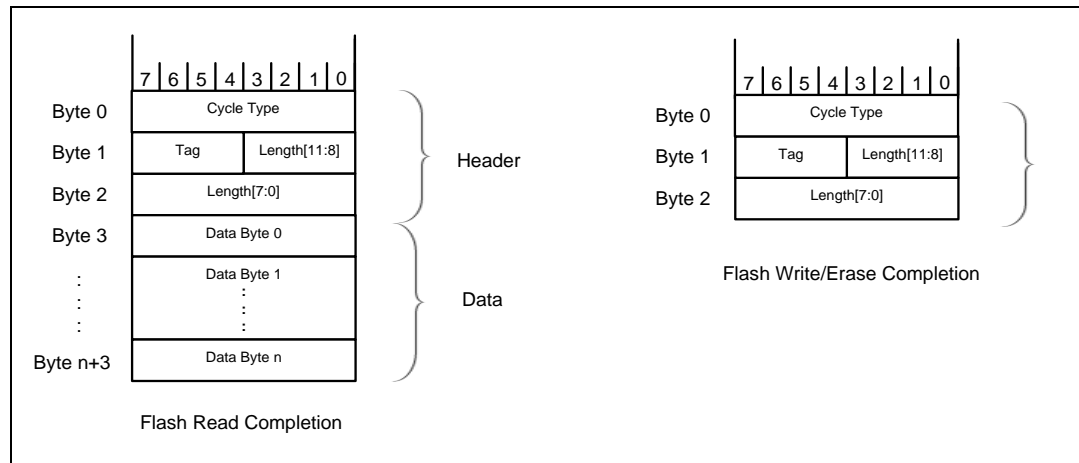 7 6 5 4 3 2 1 0
Byte 0 Cycle Type
Byte 1 Tag Length[11:8]
Byte 2 Length[7:0]
Header
Byte 3 Data Byte 0
Data Byte 1
Data
Byte n+3 Data Byte n
Flash Read Completion
7 6 5 4 3 2 1 0
Byte 0 Cycle Type
Byte 1 Tag Length[11:8]
Byte 2 Length[7:0]
Flash Write/Erase Completion